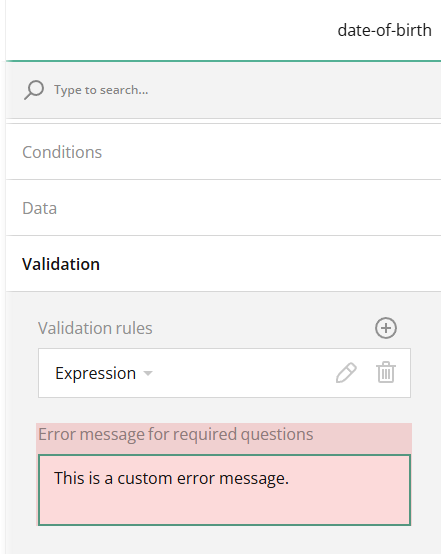 date-of-birth
Type to search...
Conditions
Data
Validation
Validation rules
Expression
Error message for required questions
This is a custom error message.